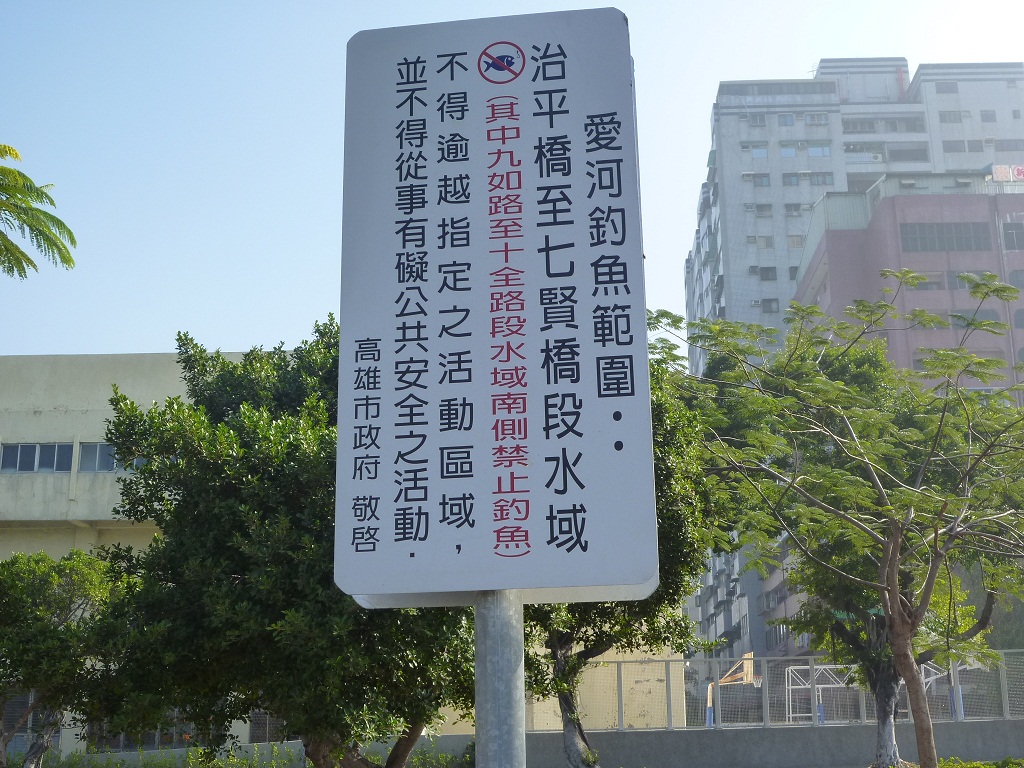 愛河釣魚範圍：
治平橋至七賢橋段水域
(其中九如路至十全路段水域南側禁止釣魚)
不得逾越指定之活動區域，
並不得從事有礙公共安全之活動.
高雄市政府 敬啓